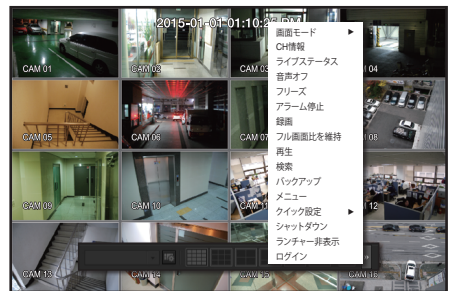 2015-01-01 01:10:25 PM
CAM 01
CAM 02
CAM 03
04
CAM 05
CAM 06
CAM 07
08
CAM 09
CAM 10
CAM 11
12
CAM 13
CAM 14
CAM 15
CAM 16
画面モード
CH情報
ライブステータス
音声オフ
フリーズ
アラーム停止
録画
フル画面比を維持
再生
検索
バックアップ
メニュー
クイック設定
シャットダウン
ランチャー非表示
ログイン